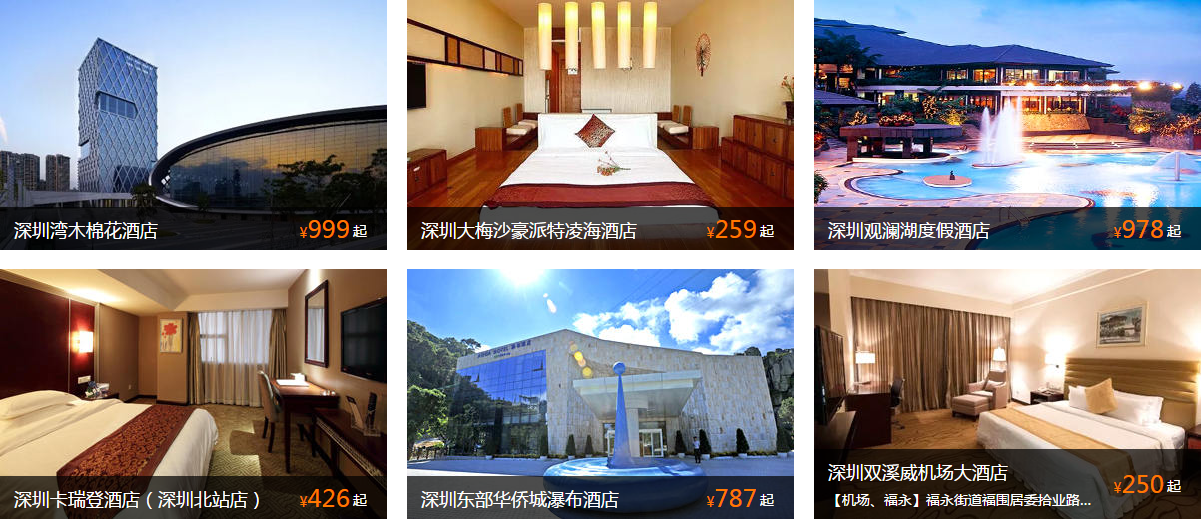 深圳湾木棉花酒店 ¥999起
深圳大梅沙豪派特凌海酒店 ¥259起
深圳观澜湖度假酒店 ¥978起
深圳卡瑞登酒店（深圳北站店） ¥426起
深圳东部华侨城瀑布酒店 ¥787起
深圳双溪威机场大酒店
【机场、福永】福永街道福围居委拾业路... ¥250起